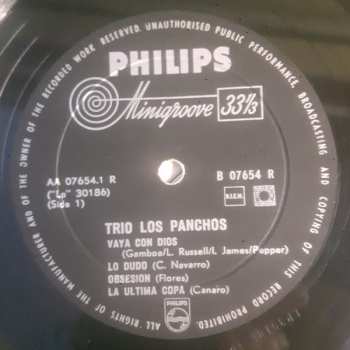 ALL RIGHTS OF THE MANUFACTURER AND OF THE OWNER OF THE RECORDED WORK RESERVED. UNAUTHORISED PUBLIC PERFORMANCE, BROADCASTING AND COPYING OF THIS RECORD PROHIBITED.
PHILIPS
Minigroove 33⅓
AA 07654.1 R
("Lp" 30186)
(Side 1)
B 07654 R
B.I.E.M.
TRIO LOS PANCHOS
VAYA CON DIOS
(Gamboa/L. Russell/I. James/Pepper)
LO DUDO (C. Navarro)
OBSESION (Flores)
LA ULTIMA COPA (Canaro)
PHILIPS